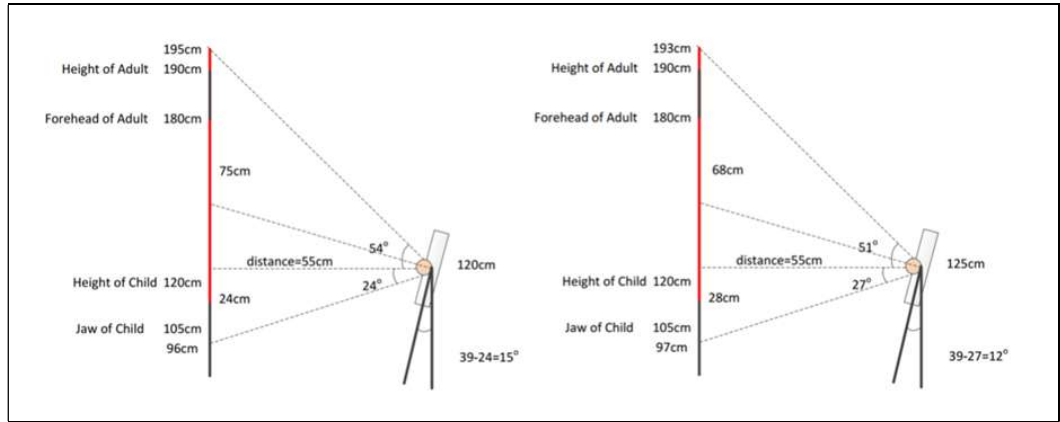 195cm
Height of Adult 190cm
Forehead of Adult 180cm
75cm
54°
distance=55cm
120cm
Height of Child 120cm
24°
24cm
Jaw of Child 105cm
96cm
39-24=15°
193cm
Height of Adult 190cm
Forehead of Adult 180cm
68cm
51°
distance=55cm
125cm
Height of Child 120cm
27°
28cm
Jaw of Child 105cm
97cm
39-27=12°